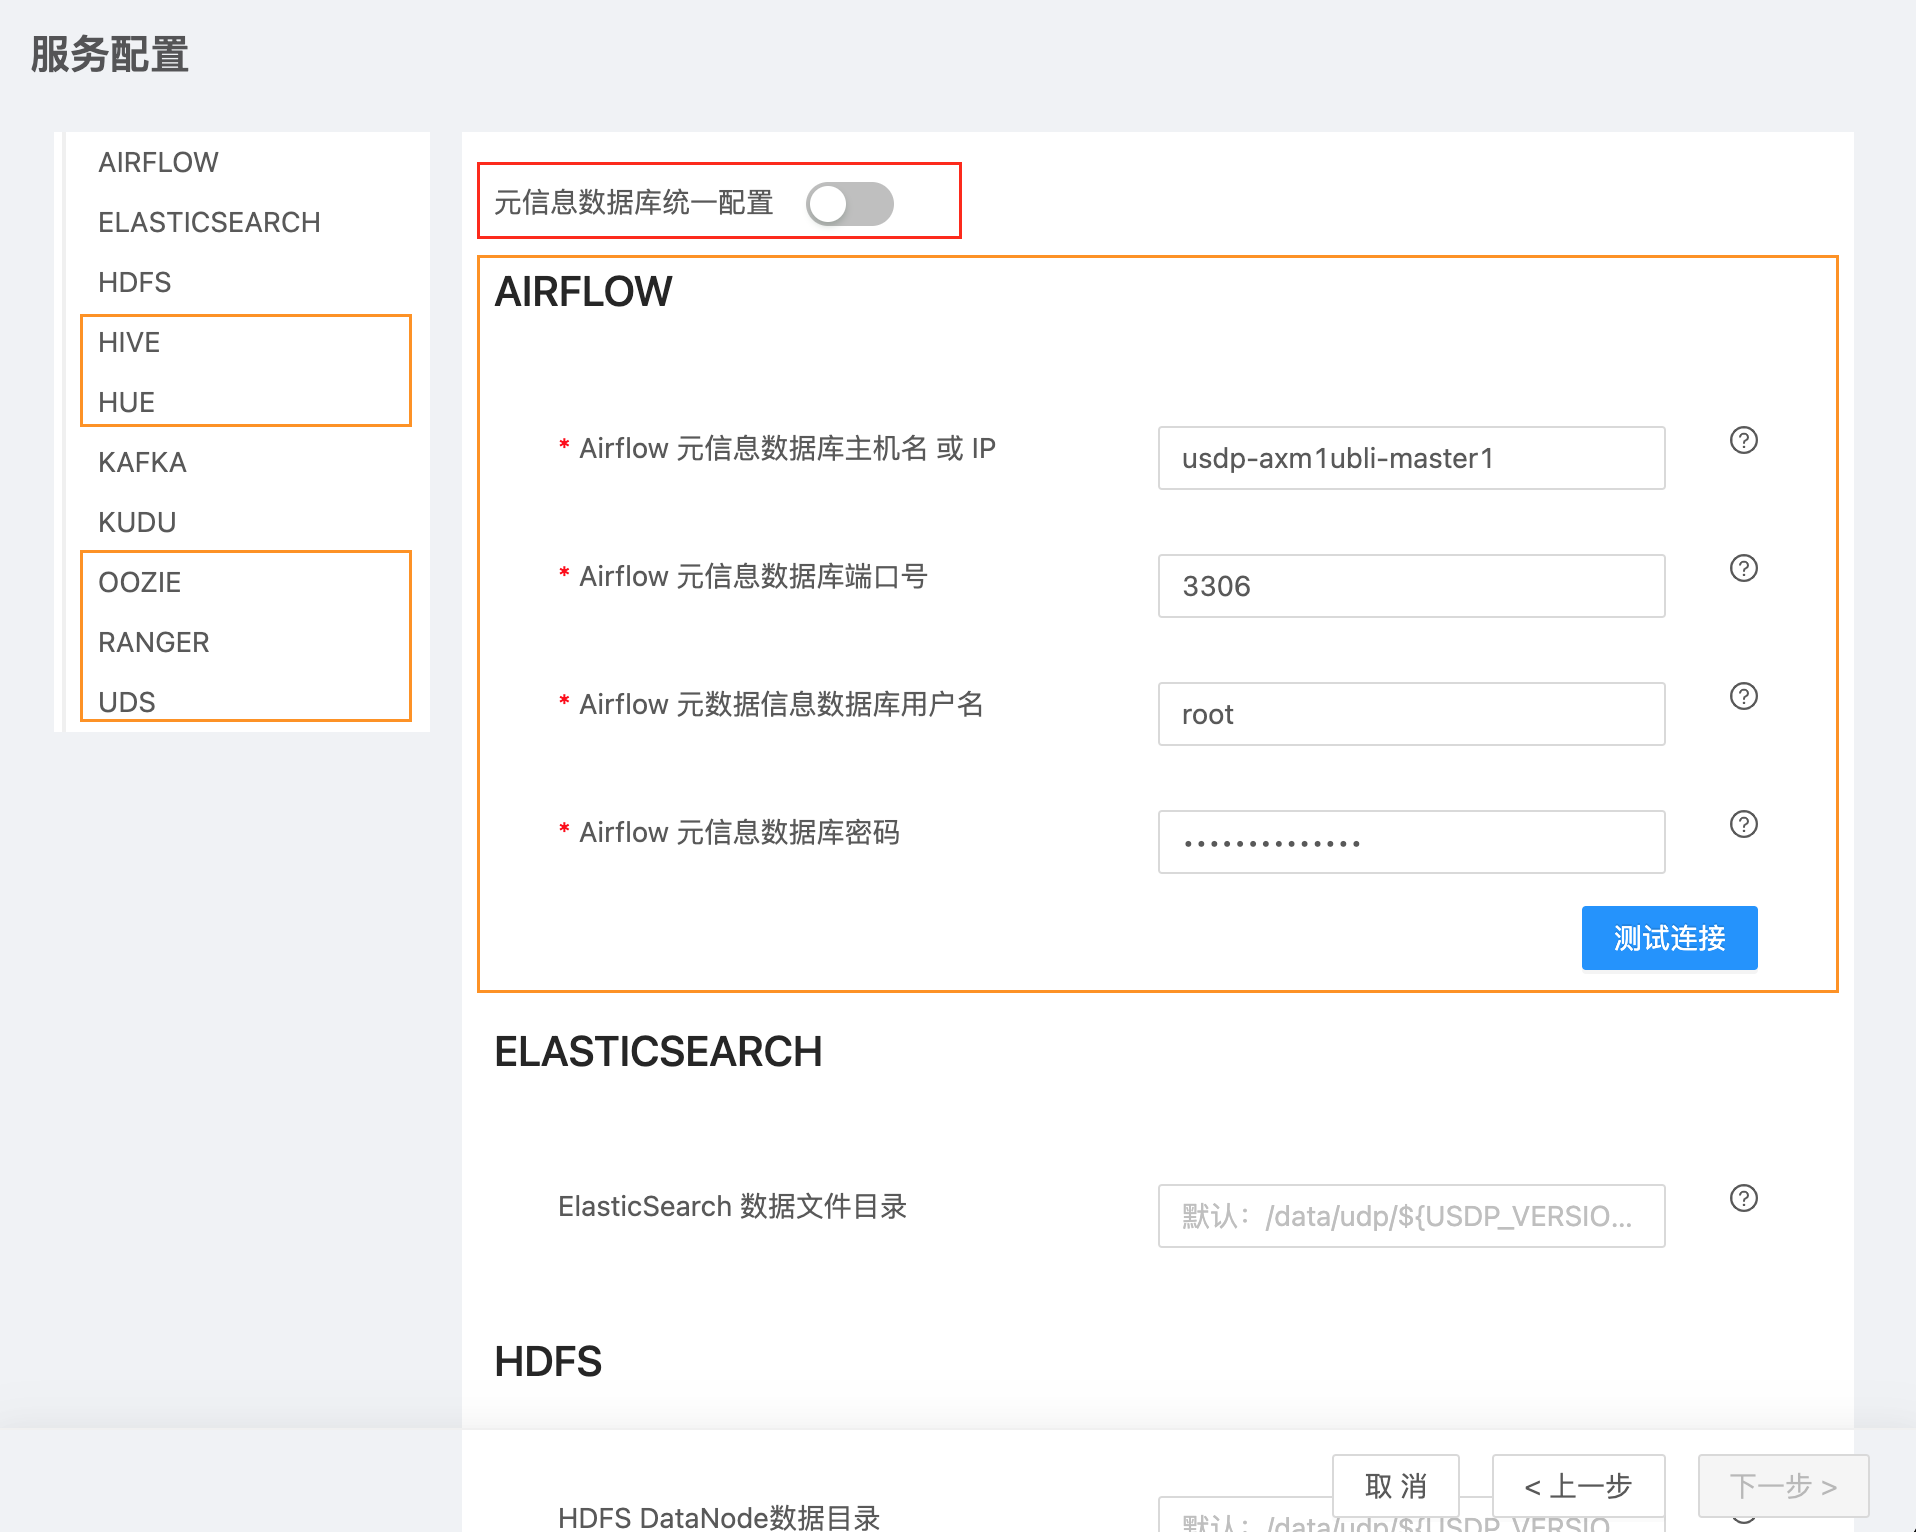 服务配置
AIRFLOW
ELASTICSEARCH
HDFS
HIVE
HUE
KAFKA
KUDU
OOZIE
RANGER
UDS
元信息数据库统一配置
AIRFLOW
* Airflow 元信息数据库主机名 或 IP
usdp-axm1ubli-master1
* Airflow 元信息数据库端口号
3306
* Airflow 元数据信息数据库用户名
root
* Airflow 元信息数据库密码
••••••••••••••
测试连接
ELASTICSEARCH
ElasticSearch 数据文件目录
默认：/data/udp/${USDP_VERSIO...
HDFS
取 消
< 上一步
下一步 >
HDFS DataNode数据目录
默认：/data/udp/${USDP_VERSIO...